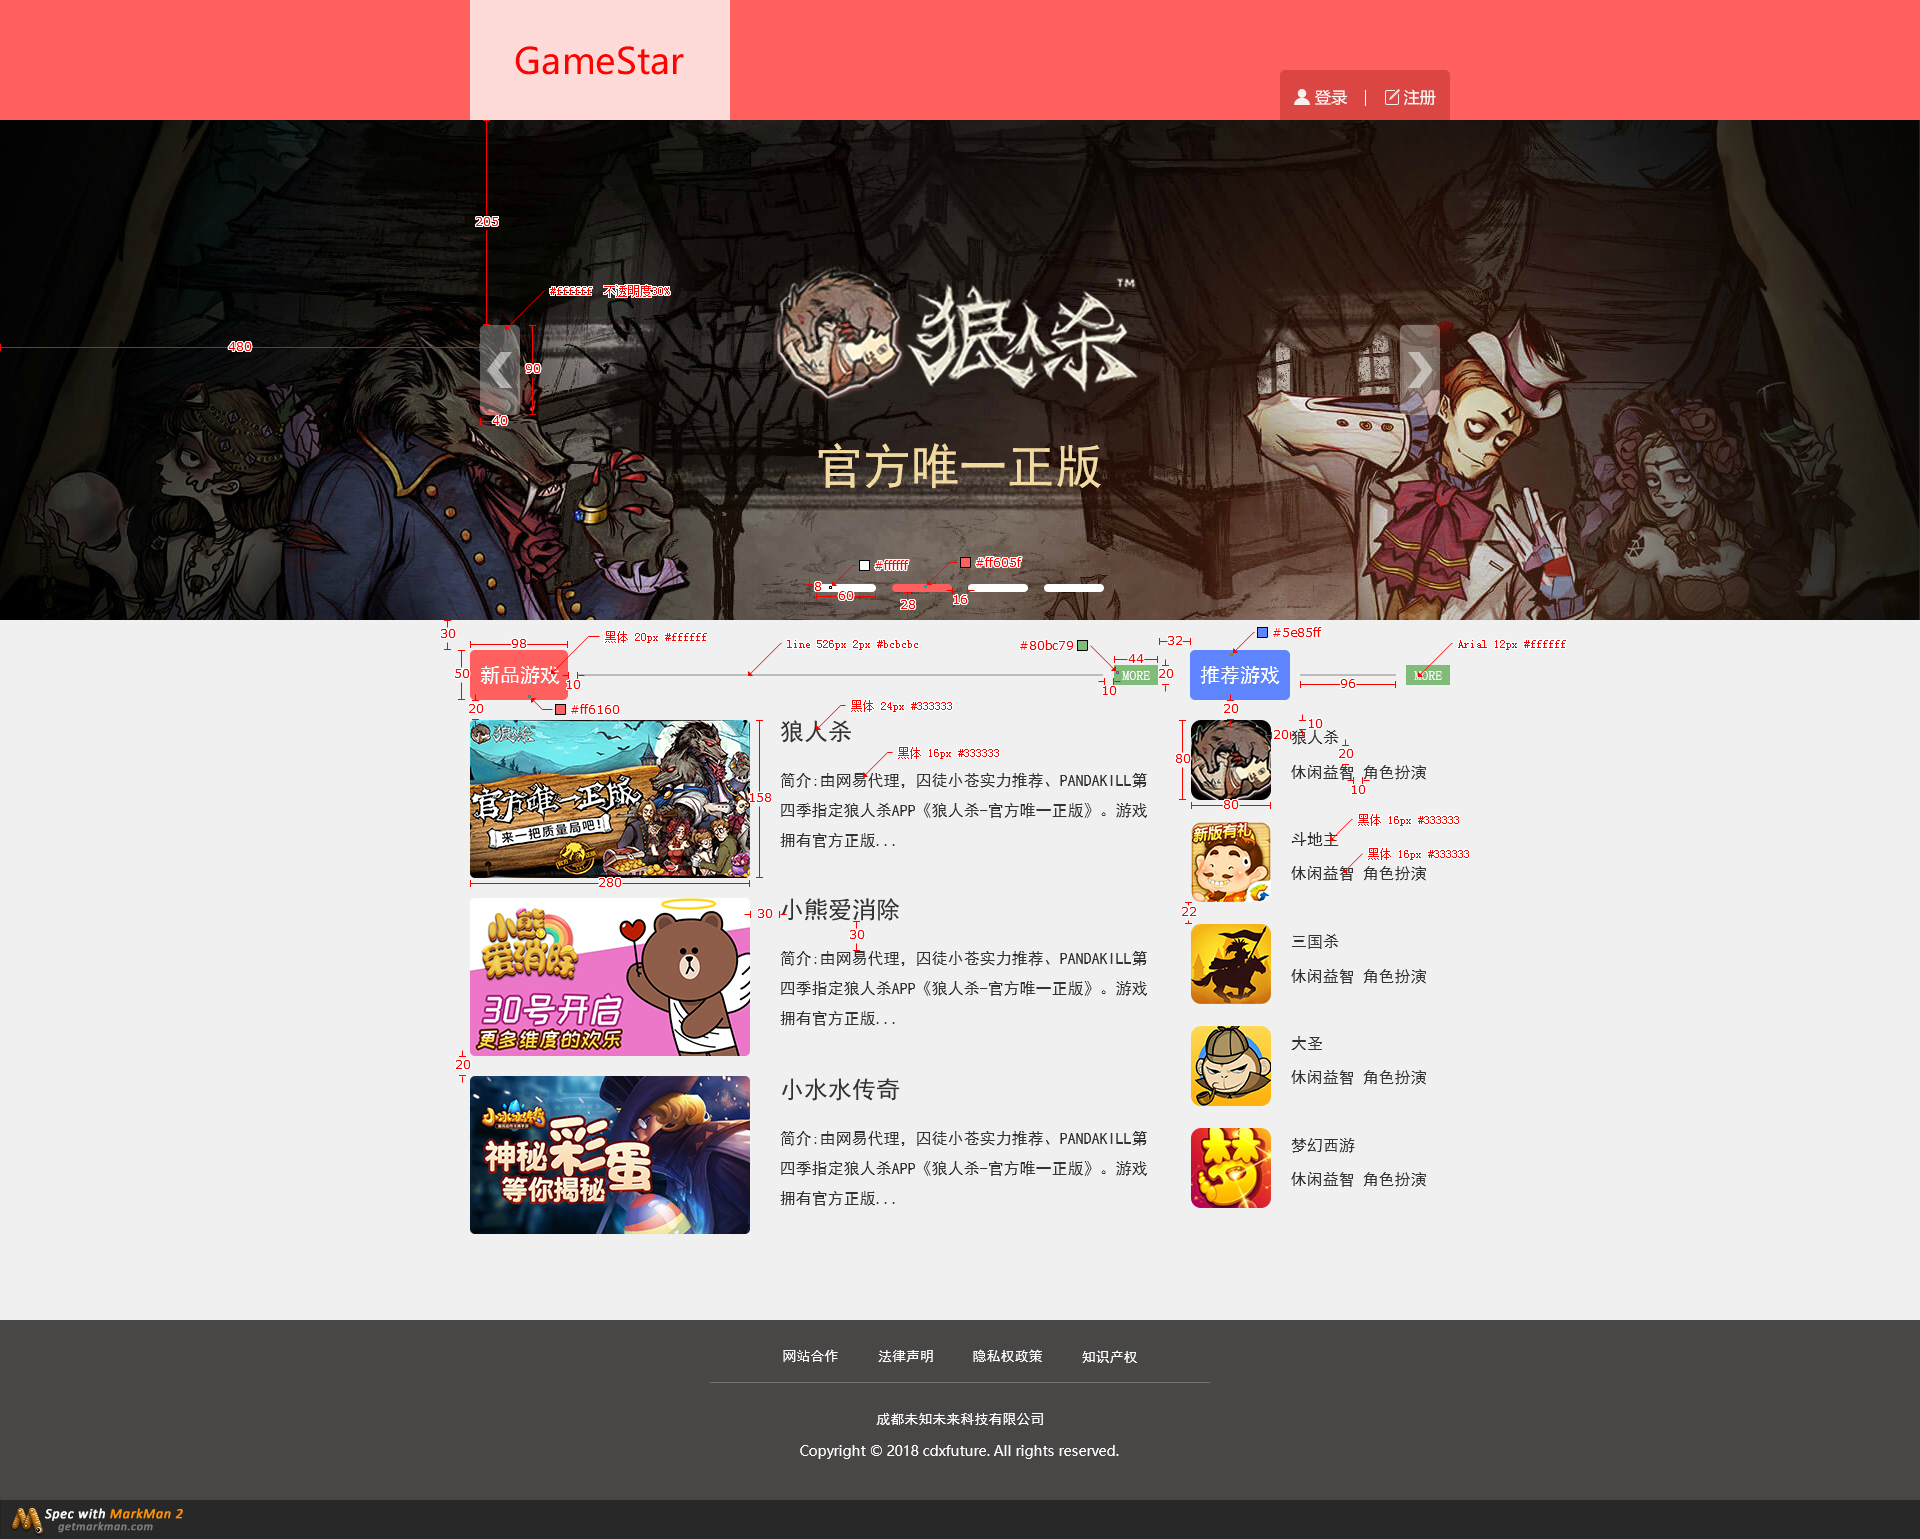 GameStar
登录
注册
205
#ffffff 不透明度30%
480
90
40
狼人杀™
官方唯一正版
#ffffff
#ff605f
8
60
28
16
30
98
黑体 20px #ffffff
line 526px 2px #bcbcbc
#80bc79
44
32
#5e85ff
Arial 12px #ffffff
50
新品游戏
10
MORE
20
10
推荐游戏
96
MORE
20
#ff6160
20
狼人杀
官方唯一正版
来一把质量局吧!
158
280
狼人杀
黑体 24px #333333
黑体 16px #333333
简介:由网易代理, 囚徒小苍实力推荐、PANDAKILL第
四季指定狼人杀APP《狼人杀-官方唯一正版》。游戏
拥有官方正版...
小熊爱消除
30号开启
更多维度的欢乐
30
小熊爱消除
30
简介:由网易代理, 囚徒小苍实力推荐、PANDAKILL第
四季指定狼人杀APP《狼人杀-官方唯一正版》。游戏
拥有官方正版...
20
神秘彩蛋
等你揭秘
小水水传奇
简介:由网易代理, 囚徒小苍实力推荐、PANDAKILL第
四季指定狼人杀APP《狼人杀-官方唯一正版》。游戏
拥有官方正版...
80
80
20
10
狼人杀
20
休闲益智 角色扮演
10
新版有礼
黑体 16px #333333
斗地主
黑体 16px #333333
休闲益智 角色扮演
22
三国杀
休闲益智 角色扮演
大圣
休闲益智 角色扮演
梦
梦幻西游
休闲益智 角色扮演
网站合作 法律声明 隐私权政策 知识产权
成都未知未来科技有限公司
Copyright © 2018 cdxfuture. All rights reserved.
Spec with MarkMan 2
getmarkman.com